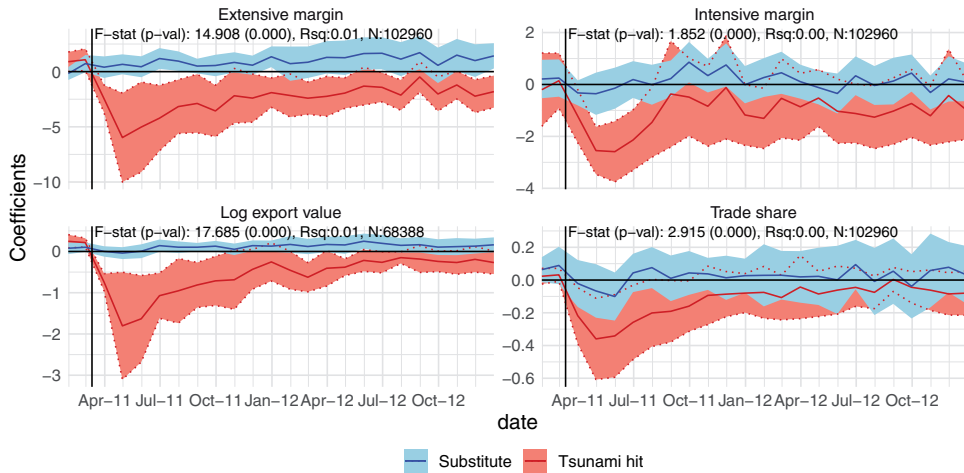 Extensive margin
F-stat (p-val): 14.908 (0.000), Rsq:0.01, N:102960
0
−5
−10
Intensive margin
F-stat (p-val): 1.852 (0.000), Rsq:0.00, N:102960
2
0
−2
−4
Coefficients
Log export value
F-stat (p-val): 17.685 (0.000), Rsq:0.01, N:68388
0
−1
−2
−3
Apr−11 Jul−11 Oct−11 Jan−12 Apr−12 Jul−12 Oct−12
Trade share
F-stat (p-val): 2.915 (0.000), Rsq:0.00, N:102960
0.2
0.0
−0.2
−0.4
−0.6
Apr−11 Jul−11 Oct−11 Jan−12 Apr−12 Jul−12 Oct−12
date
Substitute Tsunami hit